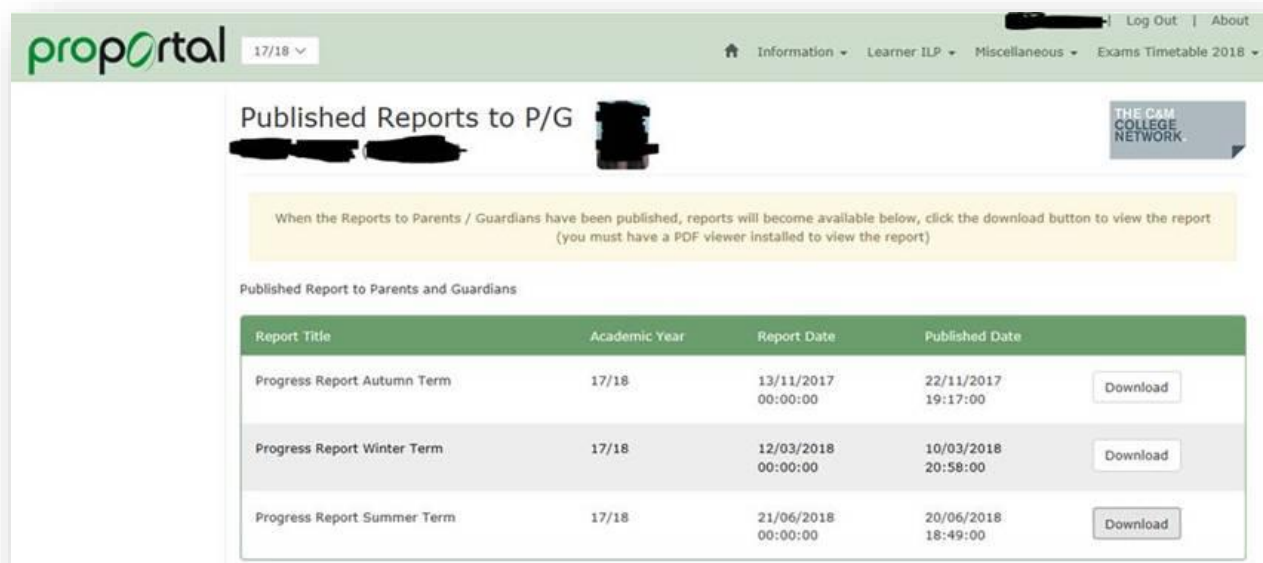 Log Out | About
proportal 17/18
Information Learner ILP Miscellaneous Exams Timetable 2018
Published Reports to P/G
THE C&M
COLLEGE
NETWORK.
When the Reports to Parents / Guardians have been published, reports will become available below, click the download button to view the report
(you must have a PDF viewer installed to view the report)
Published Report to Parents and Guardians
Report Title Academic Year Report Date Published Date
Progress Report Autumn Term 17/18 13/11/2017 22/11/2017 Download
00:00:00 19:17:00
Progress Report Winter Term 17/18 12/03/2018 10/03/2018 Download
00:00:00 20:58:00
Progress Report Summer Term 17/18 21/06/2018 20/06/2018 Download
00:00:00 18:49:00